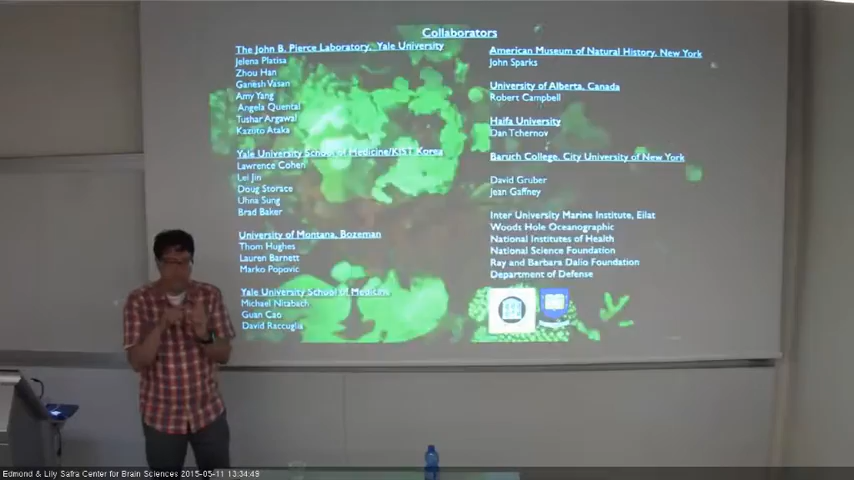 Collaborators
The John B. Pierce Laboratory, Yale University
Jelena Platisa
Zhou Han
Ganesh Vasan
Amy Yang
Angela Quental
Tushar Argawal
Kazuto Ataka
Yale University School of Medicine/KIST Korea
Lawrence Cohen
Lei Jin
Doug Storace
Uhna Sung
Brad Baker
University of Montana, Bozeman
Thom Hughes
Lauren Barnett
Marko Popovic
Yale University School of Medicine
Michael Nitabach
Guan Cao
David Raccuglia
American Museum of Natural History, New York
John Sparks
University of Alberta, Canada
Robert Campbell
Haifa University
Dan Tchernov
Baruch College, City University of New York
David Gruber
Jean Gaffney
Inter University Marine Institute, Eilat
Woods Hole Oceanographic
National Institutes of Health
National Science Foundation
Ray and Barbara Dalio Foundation
Department of Defense
Edmond & Lily Safra Center for Brain Sciences 2015-05-11 13:34:49